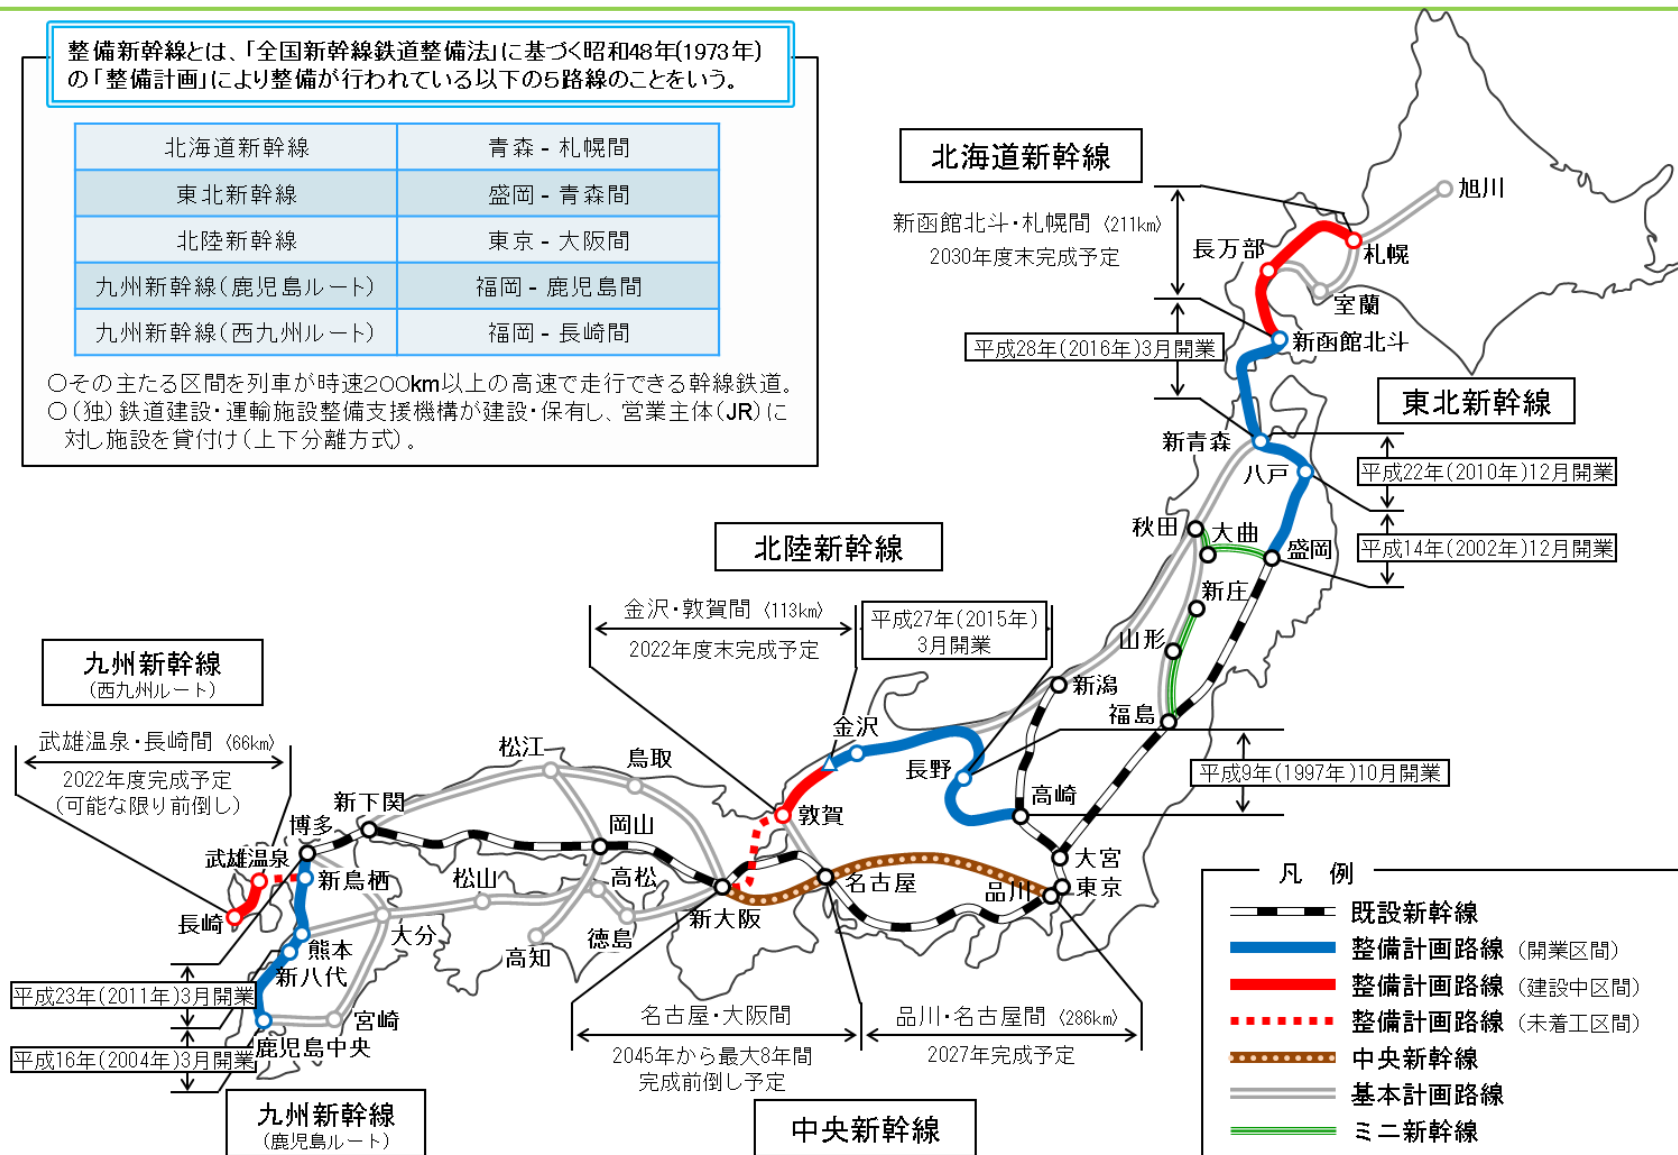 整備新幹線とは、「全国新幹線鉄道整備法」に基づく昭和48年(1973年)
の「整備計画」により整備が行われている以下の5路線のことをいう。
北海道新幹線 青森 - 札幌間
東北新幹線 盛岡 - 青森間
北陸新幹線 東京 - 大阪間
九州新幹線(鹿児島ルート) 福岡 - 鹿児島間
九州新幹線(西九州ルート) 福岡 - 長崎間
○その主たる区間を列車が時速200km以上の高速で走行できる幹線鉄道。
○(独)鉄道建設・運輸施設整備支援機構が建設・保有し、営業主体(JR)に
対し施設を貸付け(上下分離方式)。
北海道新幹線
新函館北斗・札幌間〈211km〉
2030年度末完成予定
旭川
札幌
長万部
室蘭
新函館北斗
平成28年(2016年)3月開業
東北新幹線
新青森
八戸
平成22年(2010年)12月開業
秋田
大曲
盛岡
平成14年(2002年)12月開業
新庄
山形
福島
新潟
北陸新幹線
金沢・敦賀間〈113km〉
2022年度末完成予定
平成27年(2015年)
3月開業
金沢
長野
高崎
平成9年(1997年)10月開業
敦賀
大宮
東京
品川
名古屋
新大阪
九州新幹線
(西九州ルート)
武雄温泉・長崎間〈66km〉
2022年度完成予定
(可能な限り前倒し)
松江
鳥取
新下関
博多
岡山
武雄温泉
新鳥栖
松山
高松
長崎
熊本
大分
高知
徳島
新八代
平成23年(2011年)3月開業
宮崎
鹿児島中央
平成16年(2004年)3月開業
九州新幹線
(鹿児島ルート)
名古屋・大阪間
2045年から最大8年間
完成前倒し予定
品川・名古屋間〈286km〉
2027年完成予定
中央新幹線
凡 例
既設新幹線
整備計画路線(開業区間)
整備計画路線(建設中区間)
整備計画路線(未着工区間)
中央新幹線
基本計画路線
ミニ新幹線